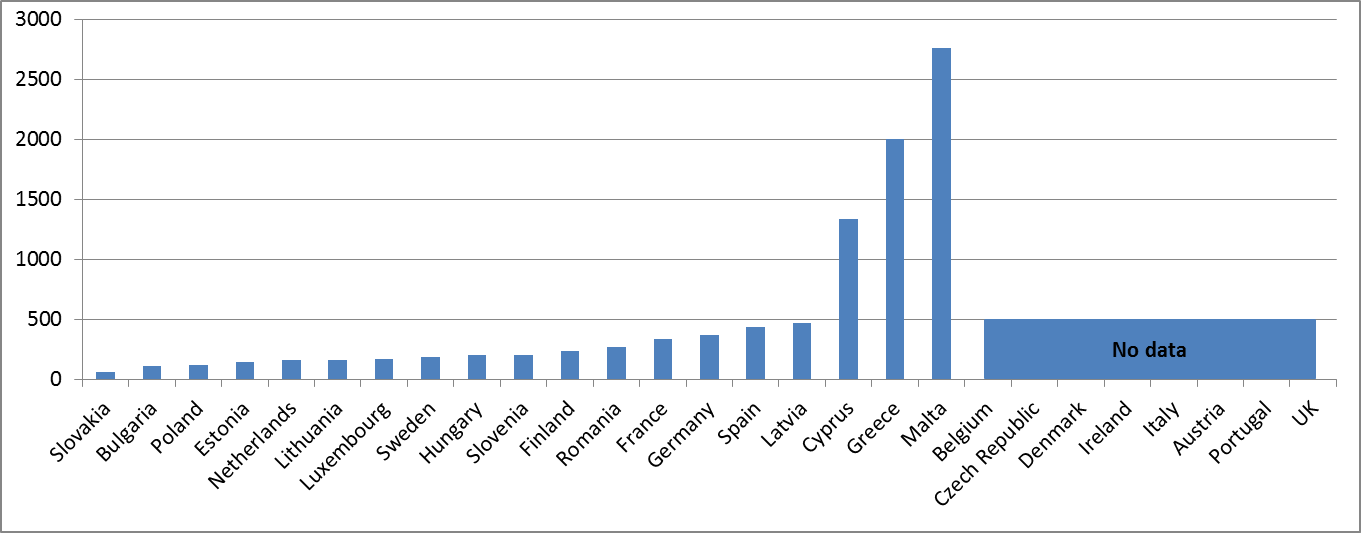 3000
2500
2000
1500
1000
500
0
No data
Slovakia
Bulgaria
Poland
Estonia
Netherlands
Lithuania
Luxembourg
Sweden
Hungary
Slovenia
Finland
Romania
France
Germany
Spain
Latvia
Cyprus
Greece
Malta
Belgium
Czech Republic
Denmark
Ireland
Italy
Austria
Portugal
UK